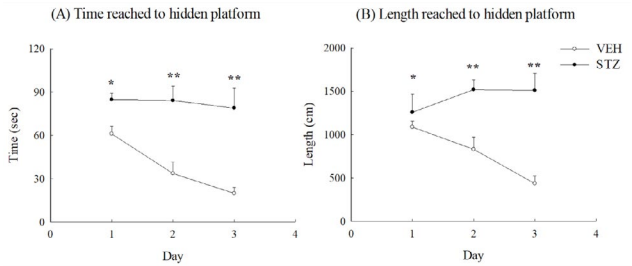 (A) Time reached to hidden platform
120
90
60
30
0
Time (sec)
* ** **
0 1 2 3 4
Day
(B) Length reached to hidden platform
VEH
STZ
2000
1500
1000
500
0
Length (cm)
* ** **
0 1 2 3 4
Day